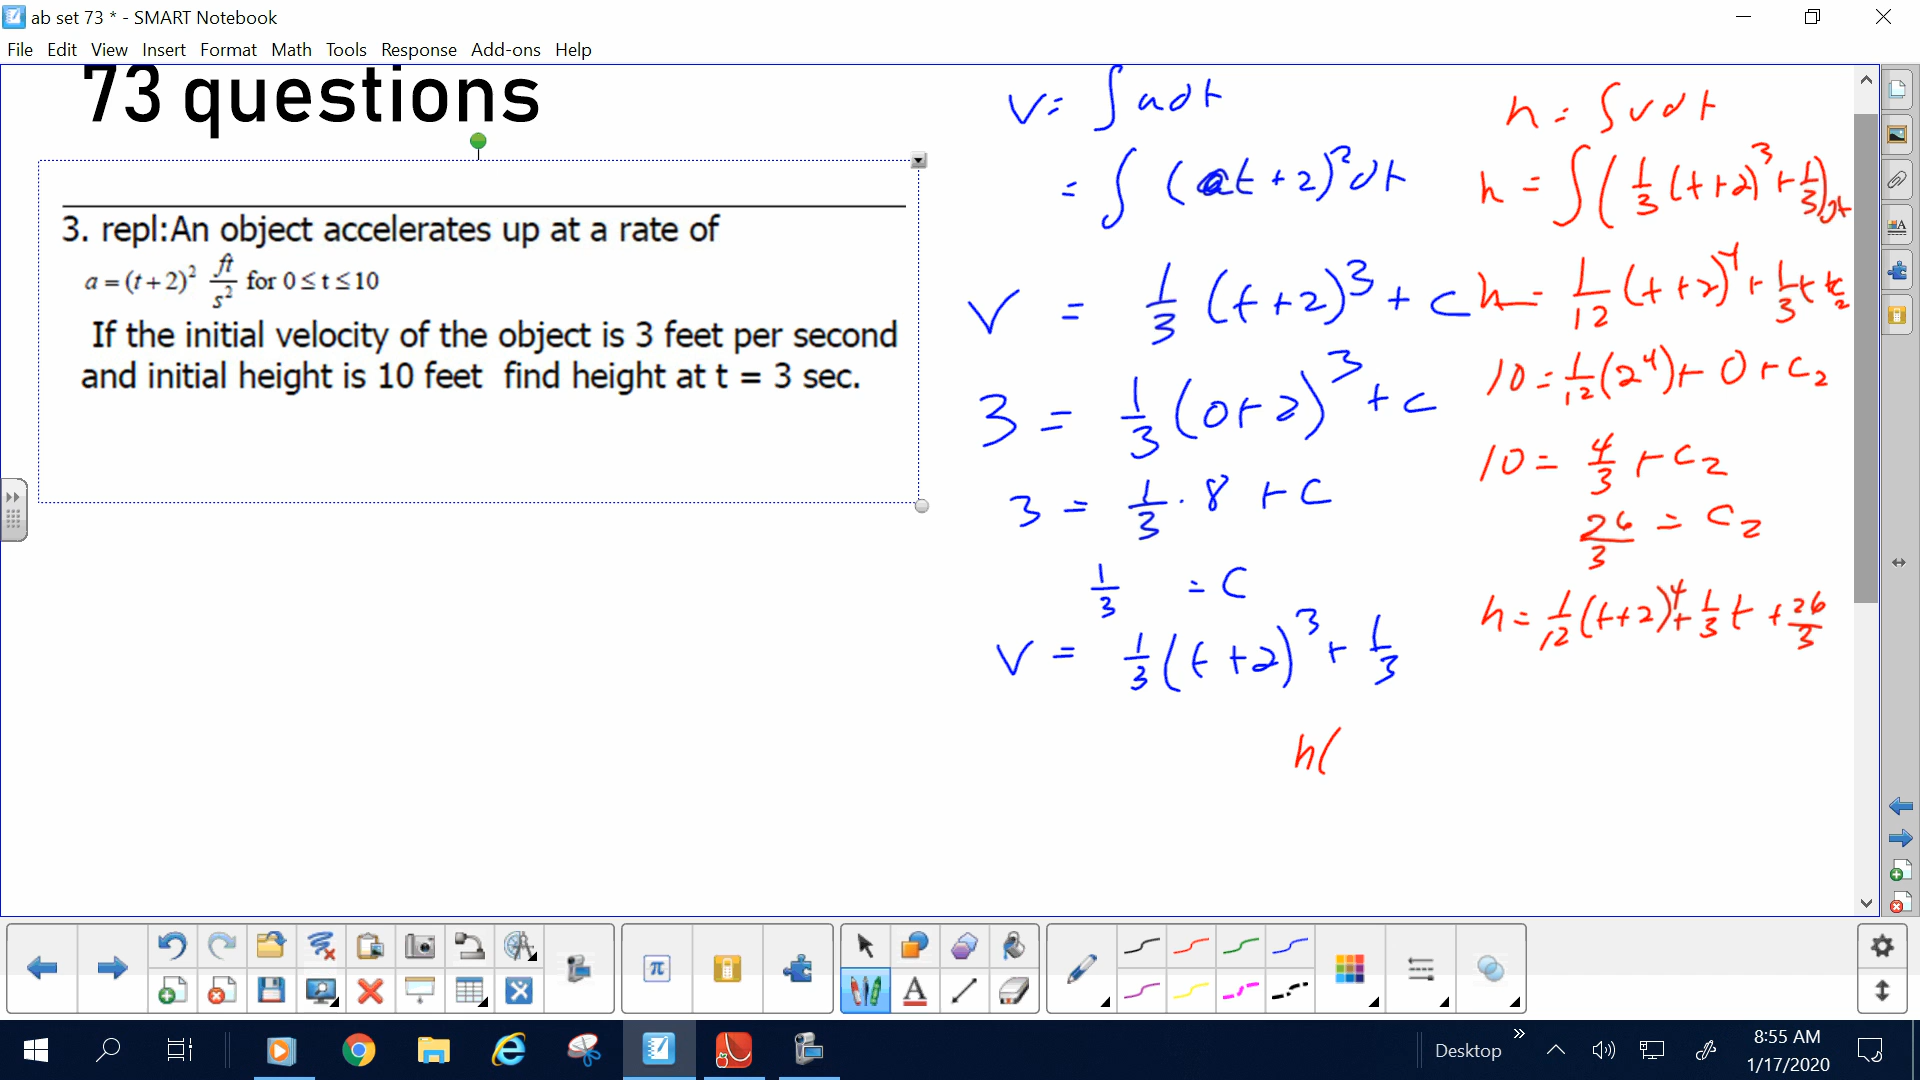 ab set 73 * - SMART Notebook
File Edit View Insert Format Math Tools Response Add-ons Help
73 questions
3. repl:An object accelerates up at a rate of
a = (t+2)² ft/s² for 0 ≤ t ≤ 10
If the initial velocity of the object is 3 feet per second
and initial height is 10 feet find height at t = 3 sec.
v = ∫ a dt
= ∫ (t+2)² dt
v = 1/3 (t+2)³ + c
3 = 1/3 (0+2)³ + c
3 = 1/3 · 8 + c
1/3 = c
v = 1/3 (t+2)³ + 1/3
h = ∫ v dt
h = ∫ (1/3 (t+2)³ + 1/3) dt
h = 1/12 (t+2)⁴ + 1/3 t + c₂
10 = 1/12 (2⁴) + 0 + c₂
10 = 4/3 + c₂
26/3 = c₂
h = 1/12 (t+2)⁴ + 1/3 t + 26/3
h(
π
A
Desktop
8:55 AM
1/17/2020